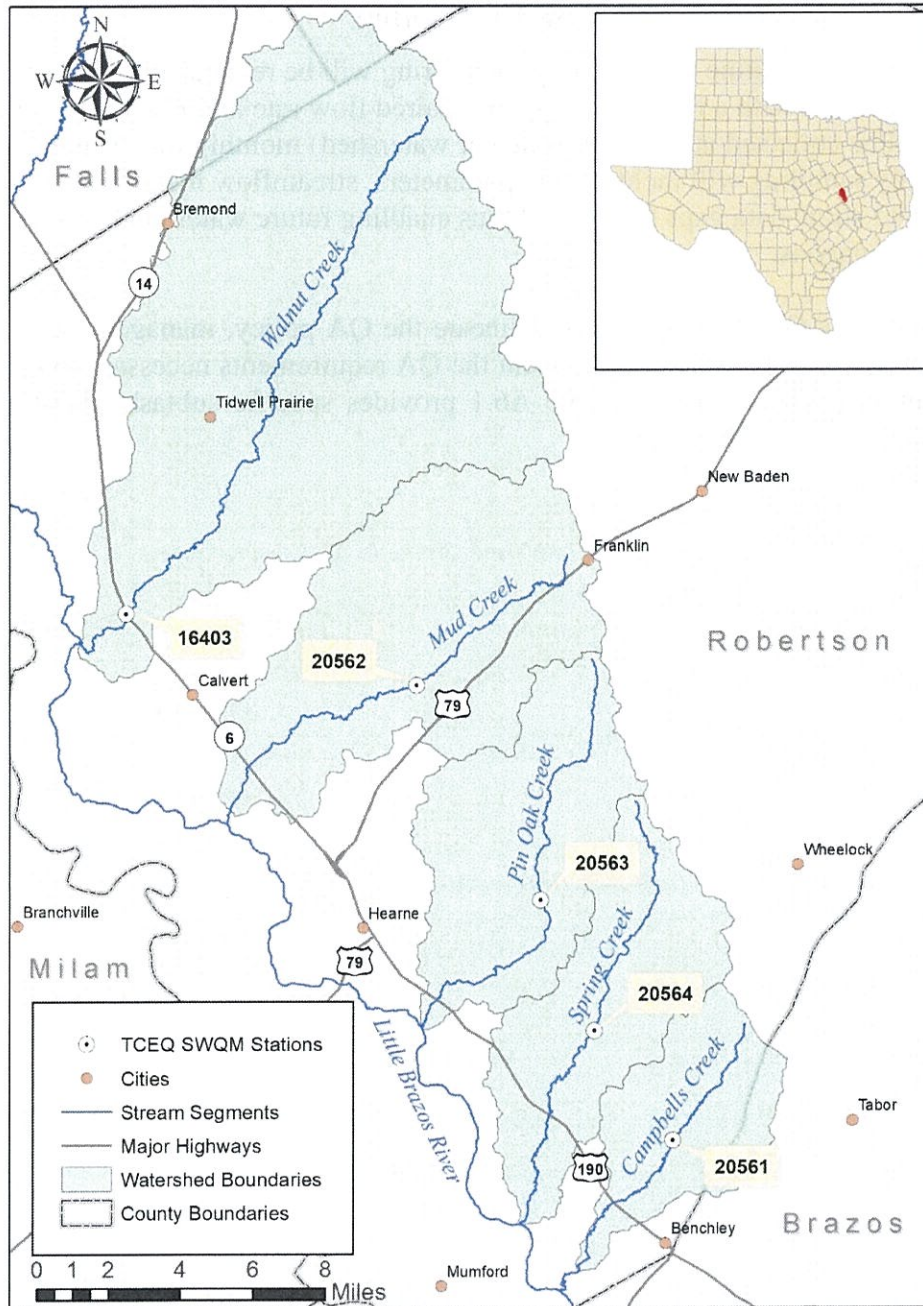 N
W E
S
Falls
Bremond
14
Walnut Creek
Tidwell Prairie
New Baden
Franklin
Mud Creek
16403
20562
Robertson
Calvert
79
6
Pin Oak Creek
20563
Wheelock
Branchville
Hearne
Milam
79
Spring Creek
20564
Little Brazos River
Campbells Creek
Tabor
190
20561
Benchley
Brazos
Mumford
TCEQ SWQM Stations
Cities
Stream Segments
Major Highways
Watershed Boundaries
County Boundaries
0 1 2 4 6 8
Miles